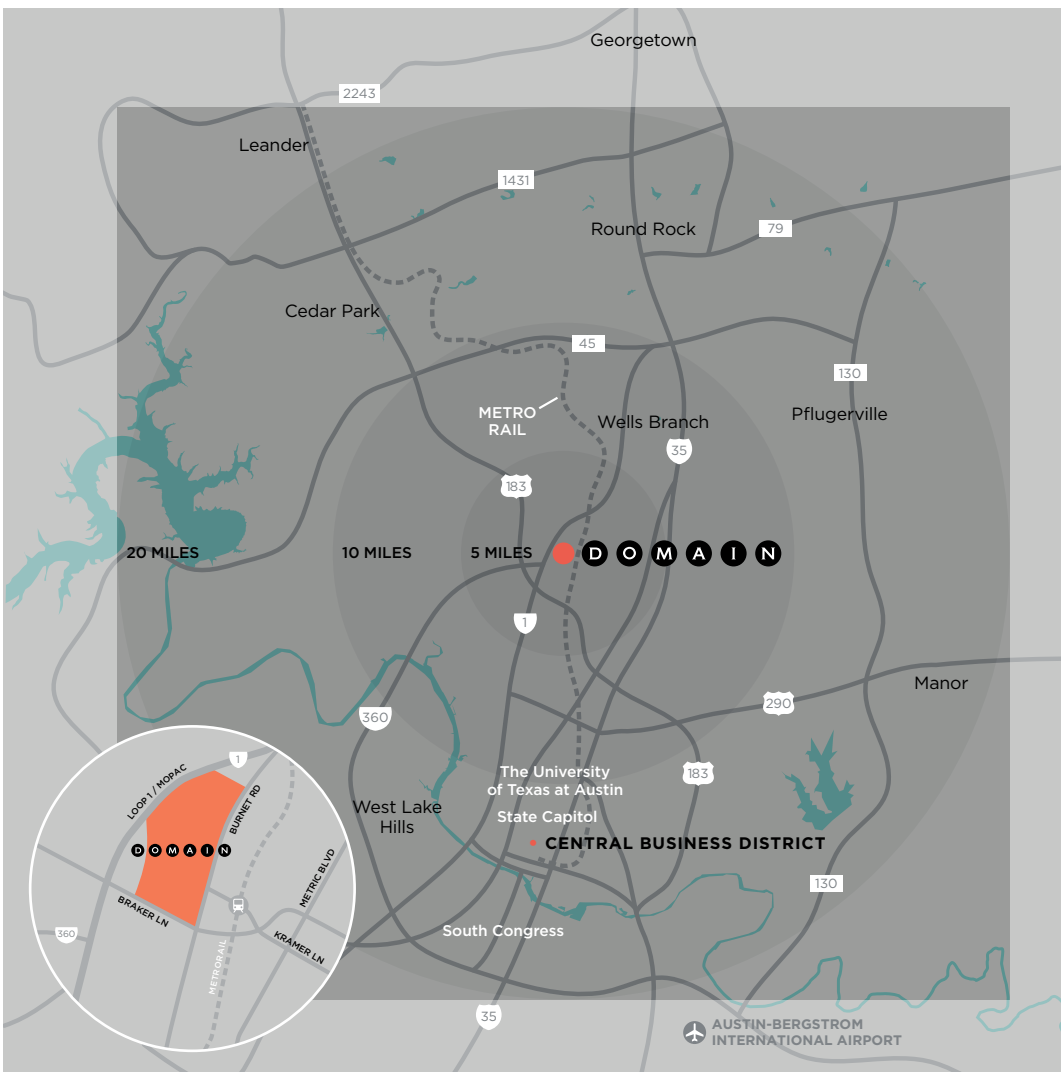 Georgetown
2243
Leander
1431
Round Rock
79
Cedar Park
45
130
METRO
RAIL
Wells Branch
Pflugerville
35
183
20 MILES
10 MILES
5 MILES
DOMAIN
1
Manor
290
360
183
The University
of Texas at Austin
State Capitol
West Lake
Hills
CENTRAL BUSINESS DISTRICT
130
South Congress
35
AUSTIN-BERGSTROM
INTERNATIONAL AIRPORT
1
LOOP 1 / MOPAC
BURNET RD
DOMAIN
METRIC BLVD
BRAKER LN
360
KRAMER LN
METRORAIL